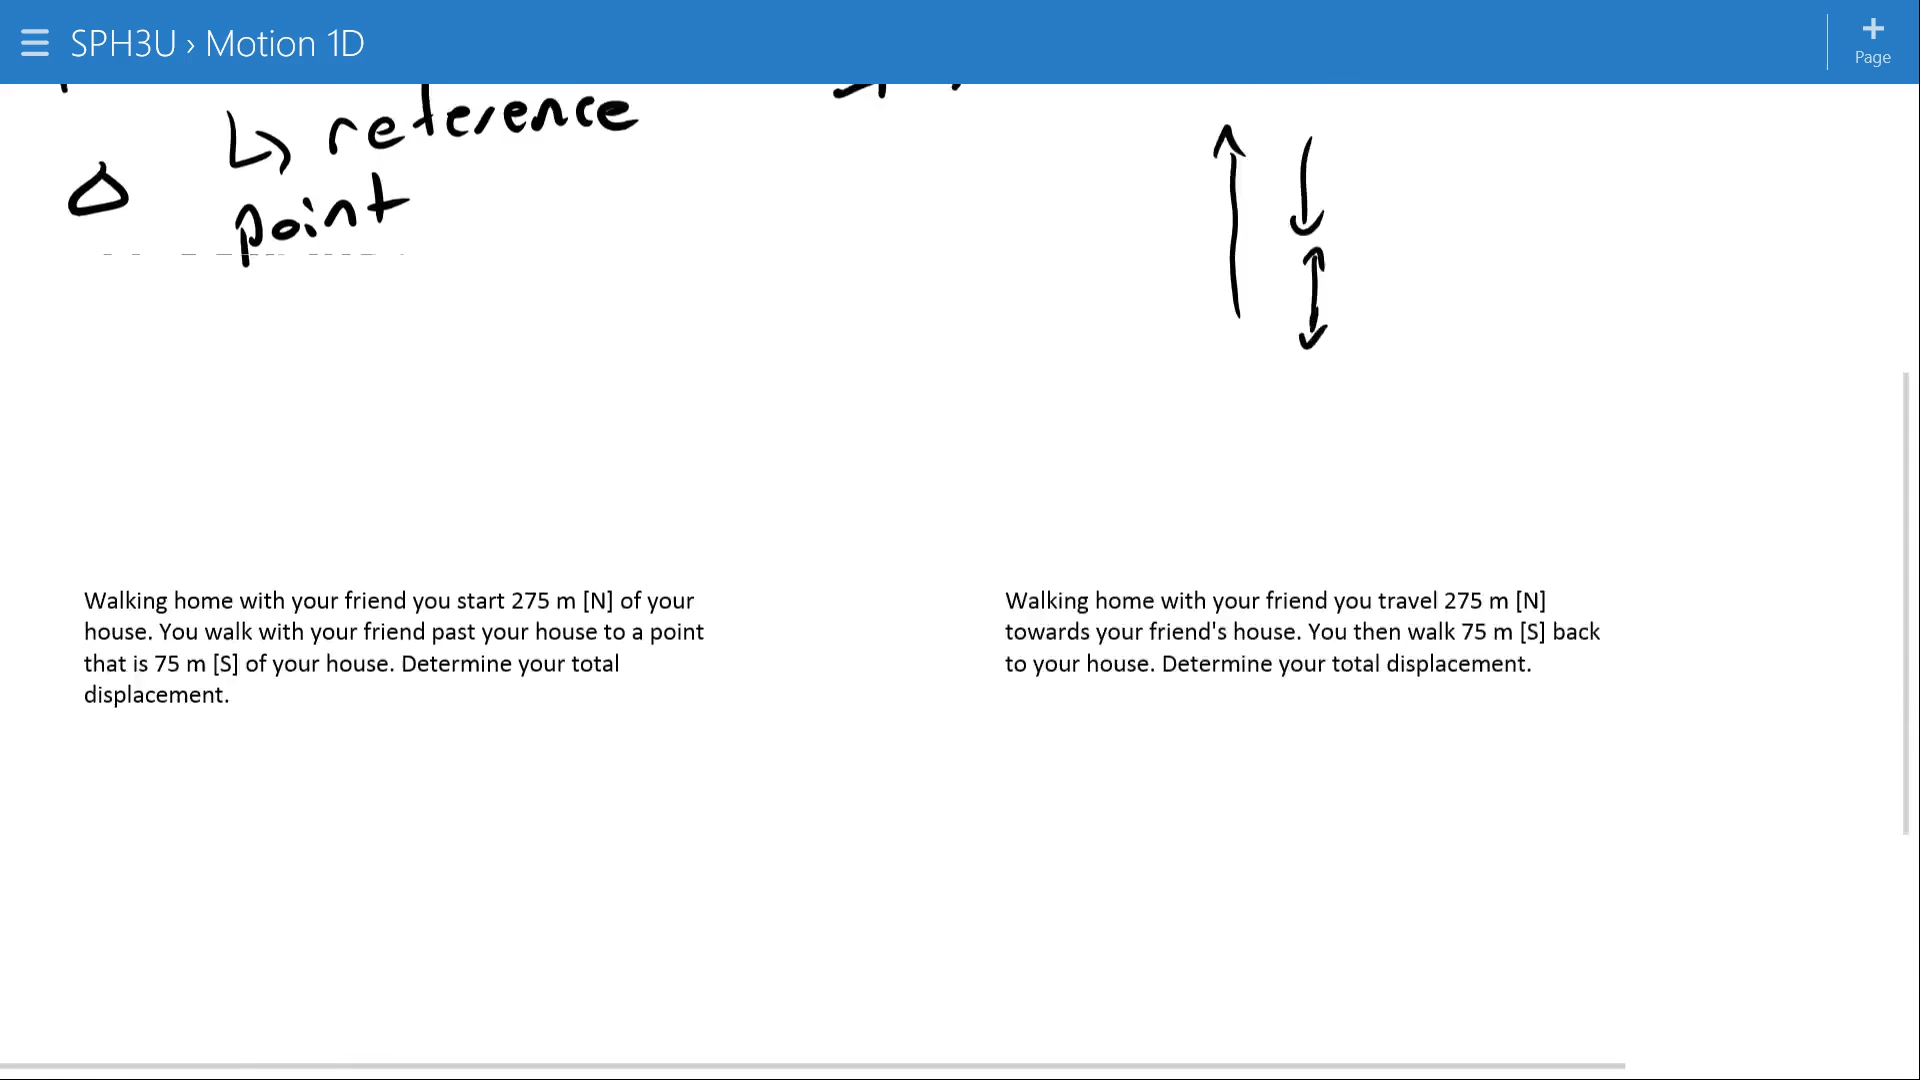 SPH3U › Motion 1D
Page
↳ reference
point
Walking home with your friend you start 275 m [N] of your
house. You walk with your friend past your house to a point
that is 75 m [S] of your house. Determine your total
displacement.
Walking home with your friend you travel 275 m [N]
towards your friend's house. You then walk 75 m [S] back
to your house. Determine your total displacement.